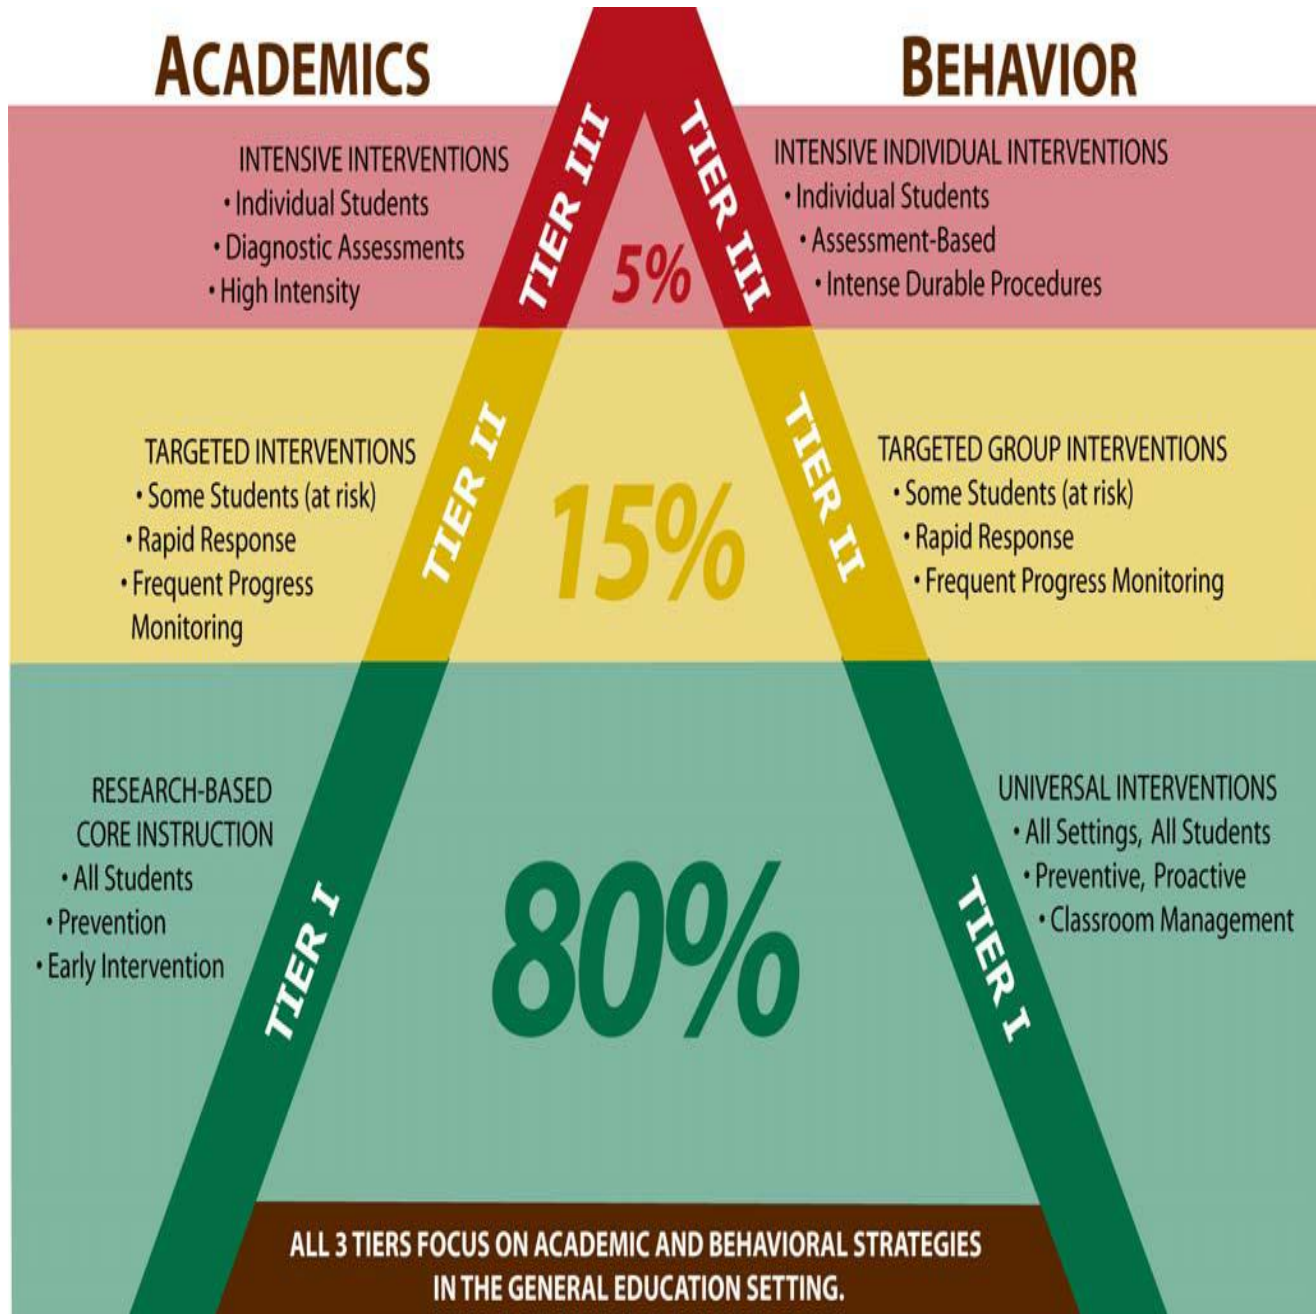 ACADEMICS
BEHAVIOR
INTENSIVE INTERVENTIONS
• Individual Students
• Diagnostic Assessments
• High Intensity
TIER III
5%
TIER III
INTENSIVE INDIVIDUAL INTERVENTIONS
• Individual Students
• Assessment-Based
• Intense Durable Procedures
TARGETED INTERVENTIONS
• Some Students (at risk)
• Rapid Response
• Frequent Progress
Monitoring
TIER II
15%
TIER II
TARGETED GROUP INTERVENTIONS
• Some Students (at risk)
• Rapid Response
• Frequent Progress Monitoring
RESEARCH-BASED
CORE INSTRUCTION
• All Students
• Prevention
• Early Intervention
TIER I
80%
TIER I
UNIVERSAL INTERVENTIONS
• All Settings, All Students
• Preventive, Proactive
• Classroom Management
ALL 3 TIERS FOCUS ON ACADEMIC AND BEHAVIORAL STRATEGIES
IN THE GENERAL EDUCATION SETTING.